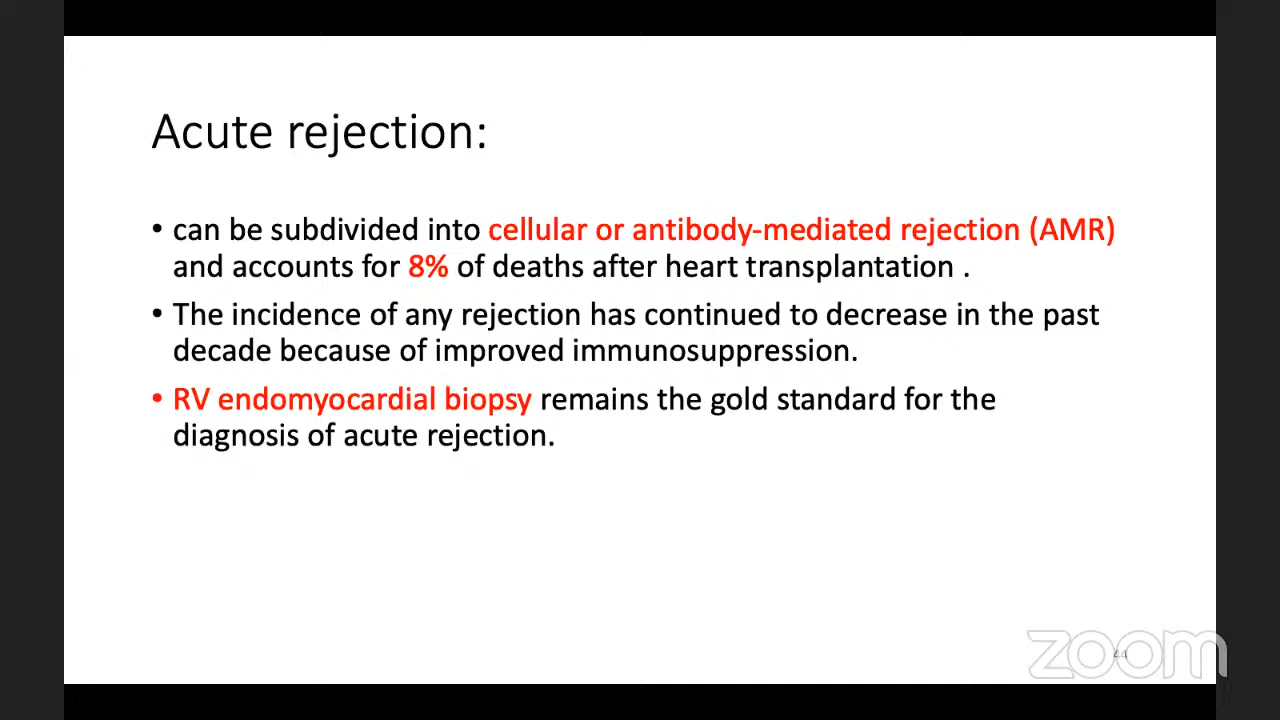 Acute rejection:
• can be subdivided into cellular or antibody-mediated rejection (AMR)
and accounts for 8% of deaths after heart transplantation .
• The incidence of any rejection has continued to decrease in the past
decade because of improved immunosuppression.
• RV endomyocardial biopsy remains the gold standard for the
diagnosis of acute rejection.
44
zoom